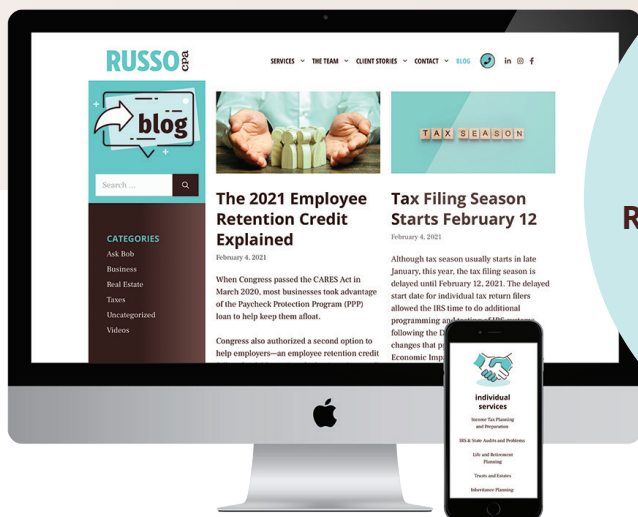 RUSSO cpa
SERVICES THE TEAM CLIENT STORIES CONTACT BLOG
in f
blog
Search ...
CATEGORIES
Ask Bob
Business
Real Estate
Taxes
Uncategorized
Videos
The 2021 Employee
Retention Credit
Explained
February 4, 2021
When Congress passed the CARES Act in
March 2020, most businesses took advantage
of the Paycheck Protection Program (PPP)
loan to help keep them afloat.
Congress also authorized a second option to
help employers—an employee retention credit
TAX SEASON
Tax Filing Season
Starts February 12
February 4, 2021
Although tax season usually starts in late
January, this year, the tax filing season is
delayed until February 12, 2021. The delayed
start date for individual tax return filers
allowed the IRS time to do additional
programming and testing of IRS systems
following the
changes that
Economic
individual
services
Income Tax Planning
and Preparation
IRS & State Audits and Problems
Life and Retirement
Planning
Trusts and Estates
Inheritance Planning
R